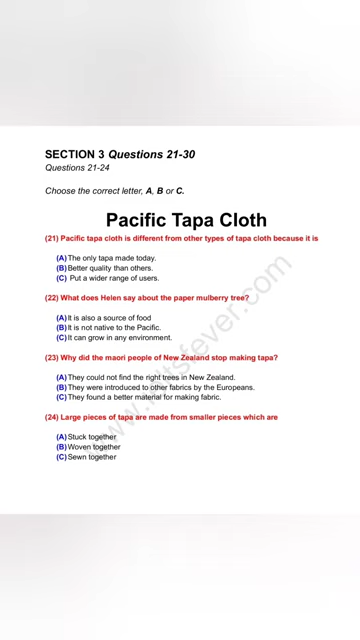 SECTION 3 Questions 21-30
Questions 21-24
Choose the correct letter, A, B or C.
Pacific Tapa Cloth
(21) Pacific tapa cloth is different from other types of tapa cloth because it is
(A) The only tapa made today.
(B) Better quality than others.
(C) Put a wider range of users.
(22) What does Helen say about the paper mulberry tree?
(A) It is also a source of food
(B) It is not native to the Pacific.
(C) It can grow in any environment.
(23) Why did the maori people of New Zealand stop making tapa?
(A) They could not find the right trees in New Zealand.
(B) They were introduced to other fabrics by the Europeans.
(C) They found a better material for making fabric.
(24) Large pieces of tapa are made from smaller pieces which are
(A) Stuck together
(B) Woven together
(C) Sewn together